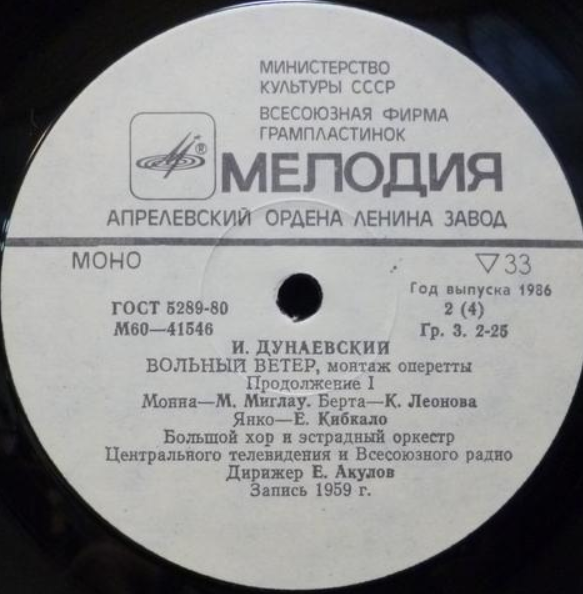 МИНИСТЕРСТВО
КУЛЬТУРЫ СССР
ВСЕСОЮЗНАЯ ФИРМА
ГРАМПЛАСТИНОК
®
МЕЛОДИЯ
АПРЕЛЕВСКИЙ ОРДЕНА ЛЕНИНА ЗАВОД
МОНО
▽33
Год выпуска 1986
ГОСТ 5289-80
2 (4)
М60—41546
Гр. 3. 2-25
И. ДУНАЕВСКИЙ
ВОЛЬНЫЙ ВЕТЕР, монтаж оперетты
Продолжение I
Монна—М. Миглау. Берта—К. Леонова
Янко—Е. Кибкало
Большой хор и эстрадный оркестр
Центрального телевидения и Всесоюзного радио
Дирижер Е. Акулов
Запись 1959 г.